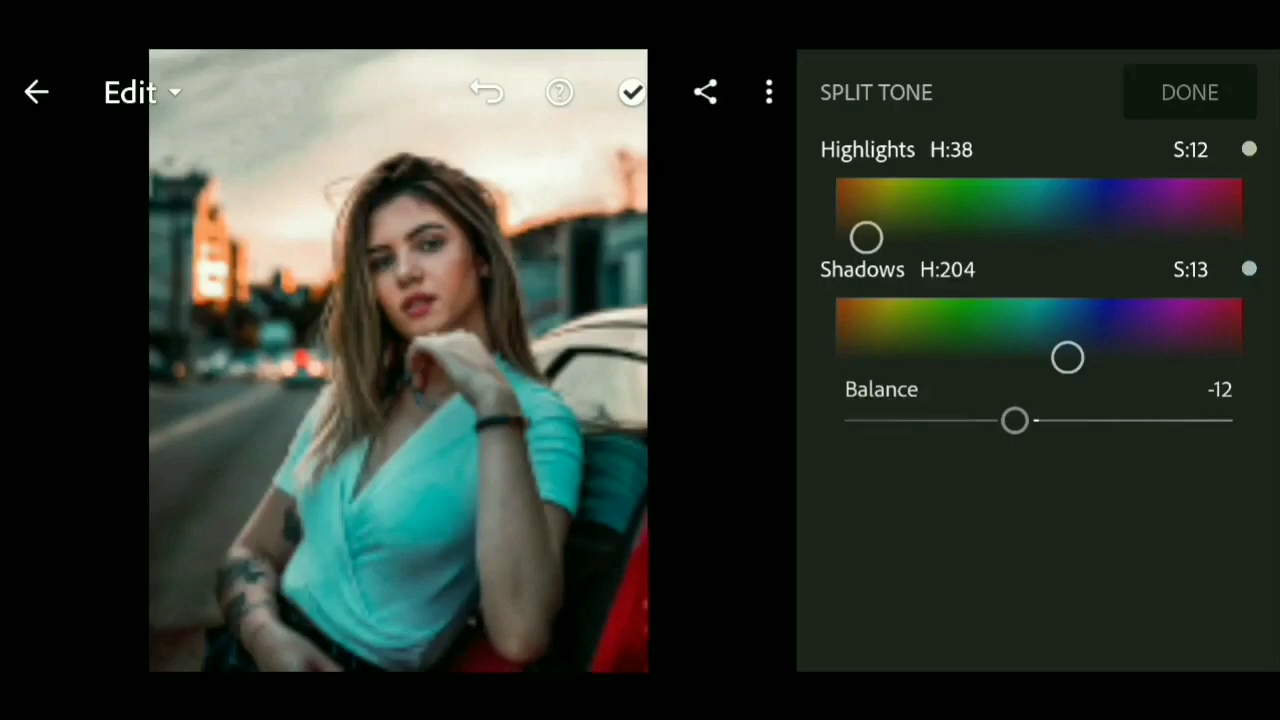 Edit
SPLIT TONE
DONE
Highlights H:38 S:12
Shadows H:204 S:13
Balance -12